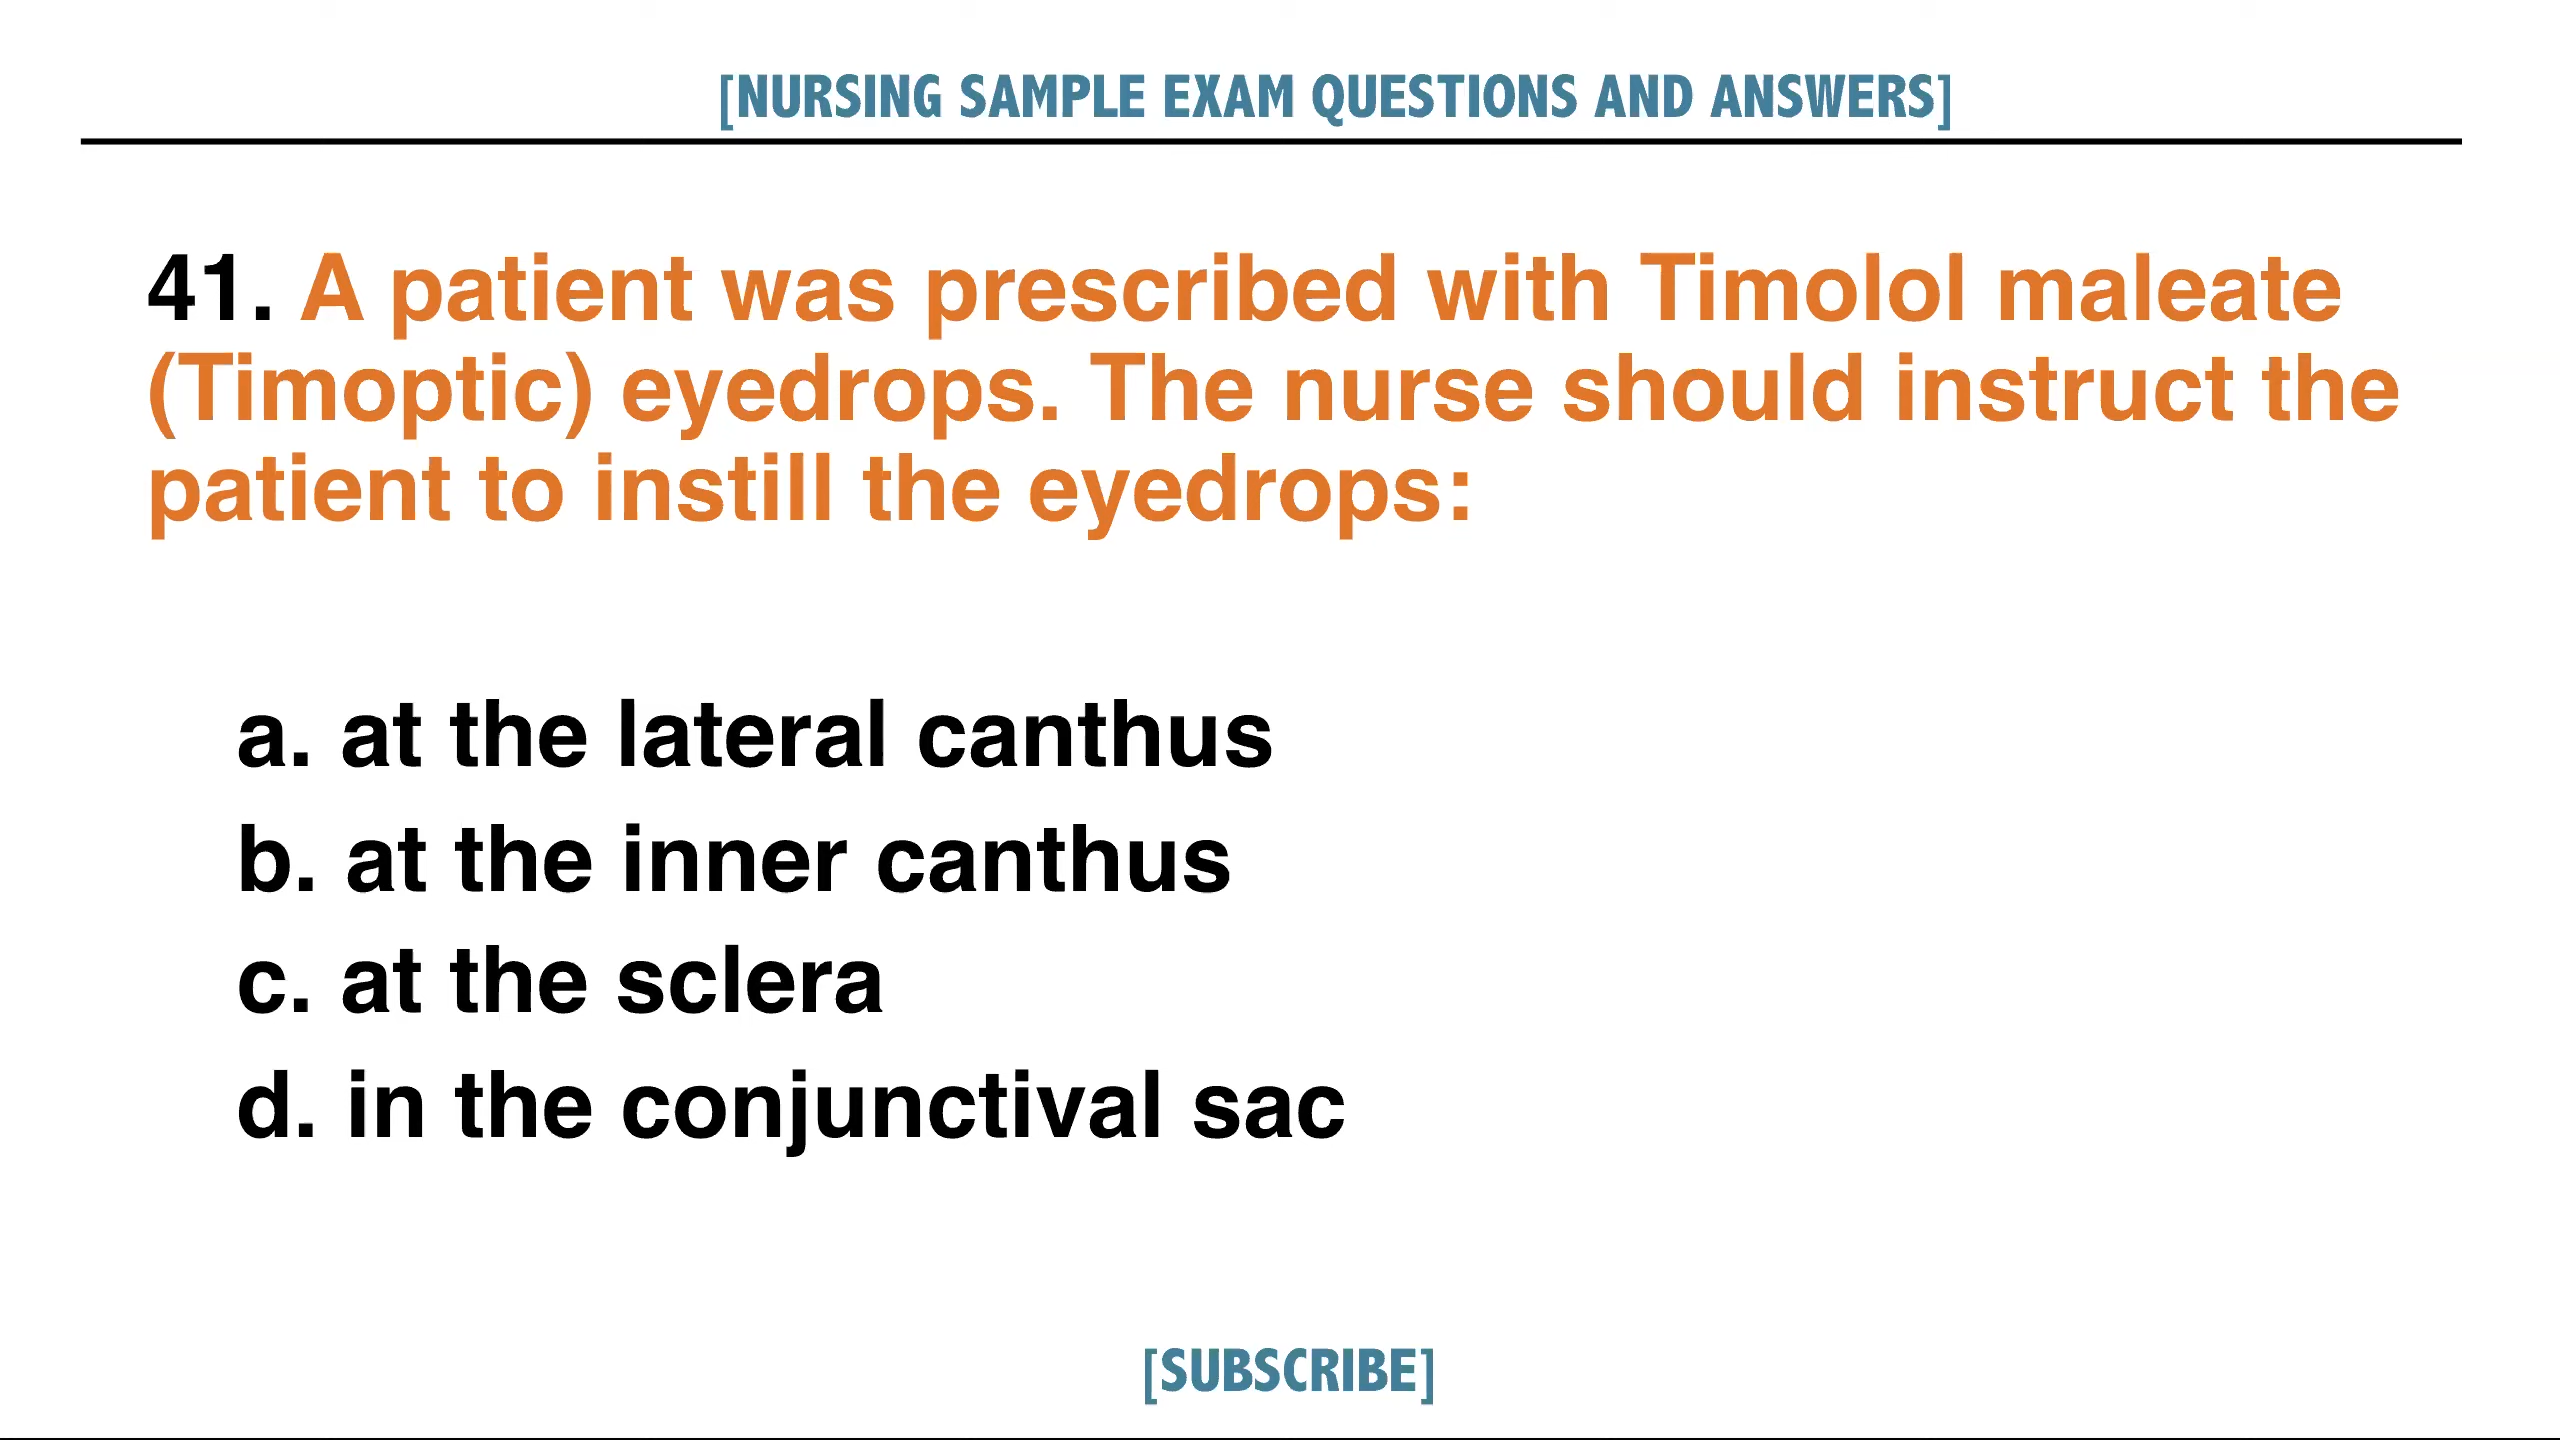 [NURSING SAMPLE EXAM QUESTIONS AND ANSWERS]
41. A patient was prescribed with Timolol maleate
(Timoptic) eyedrops. The nurse should instruct the
patient to instill the eyedrops:
a. at the lateral canthus
b. at the inner canthus
c. at the sclera
d. in the conjunctival sac
[SUBSCRIBE]